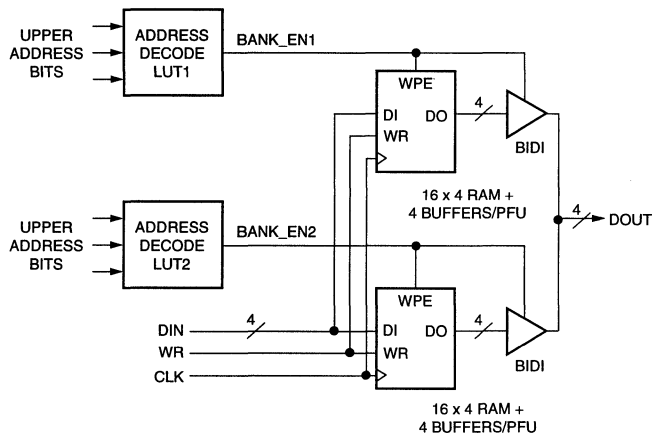 UPPER
ADDRESS
BITS
ADDRESS
DECODE
LUT1
BANK_EN1
WPE
DI
DO
WR
4
BIDI
16 x 4 RAM +
4 BUFFERS/PFU
UPPER
ADDRESS
BITS
ADDRESS
DECODE
LUT2
BANK_EN2
4
DOUT
WPE
DIN
4
DI
DO
4
WR
WR
CLK
BIDI
16 x 4 RAM +
4 BUFFERS/PFU